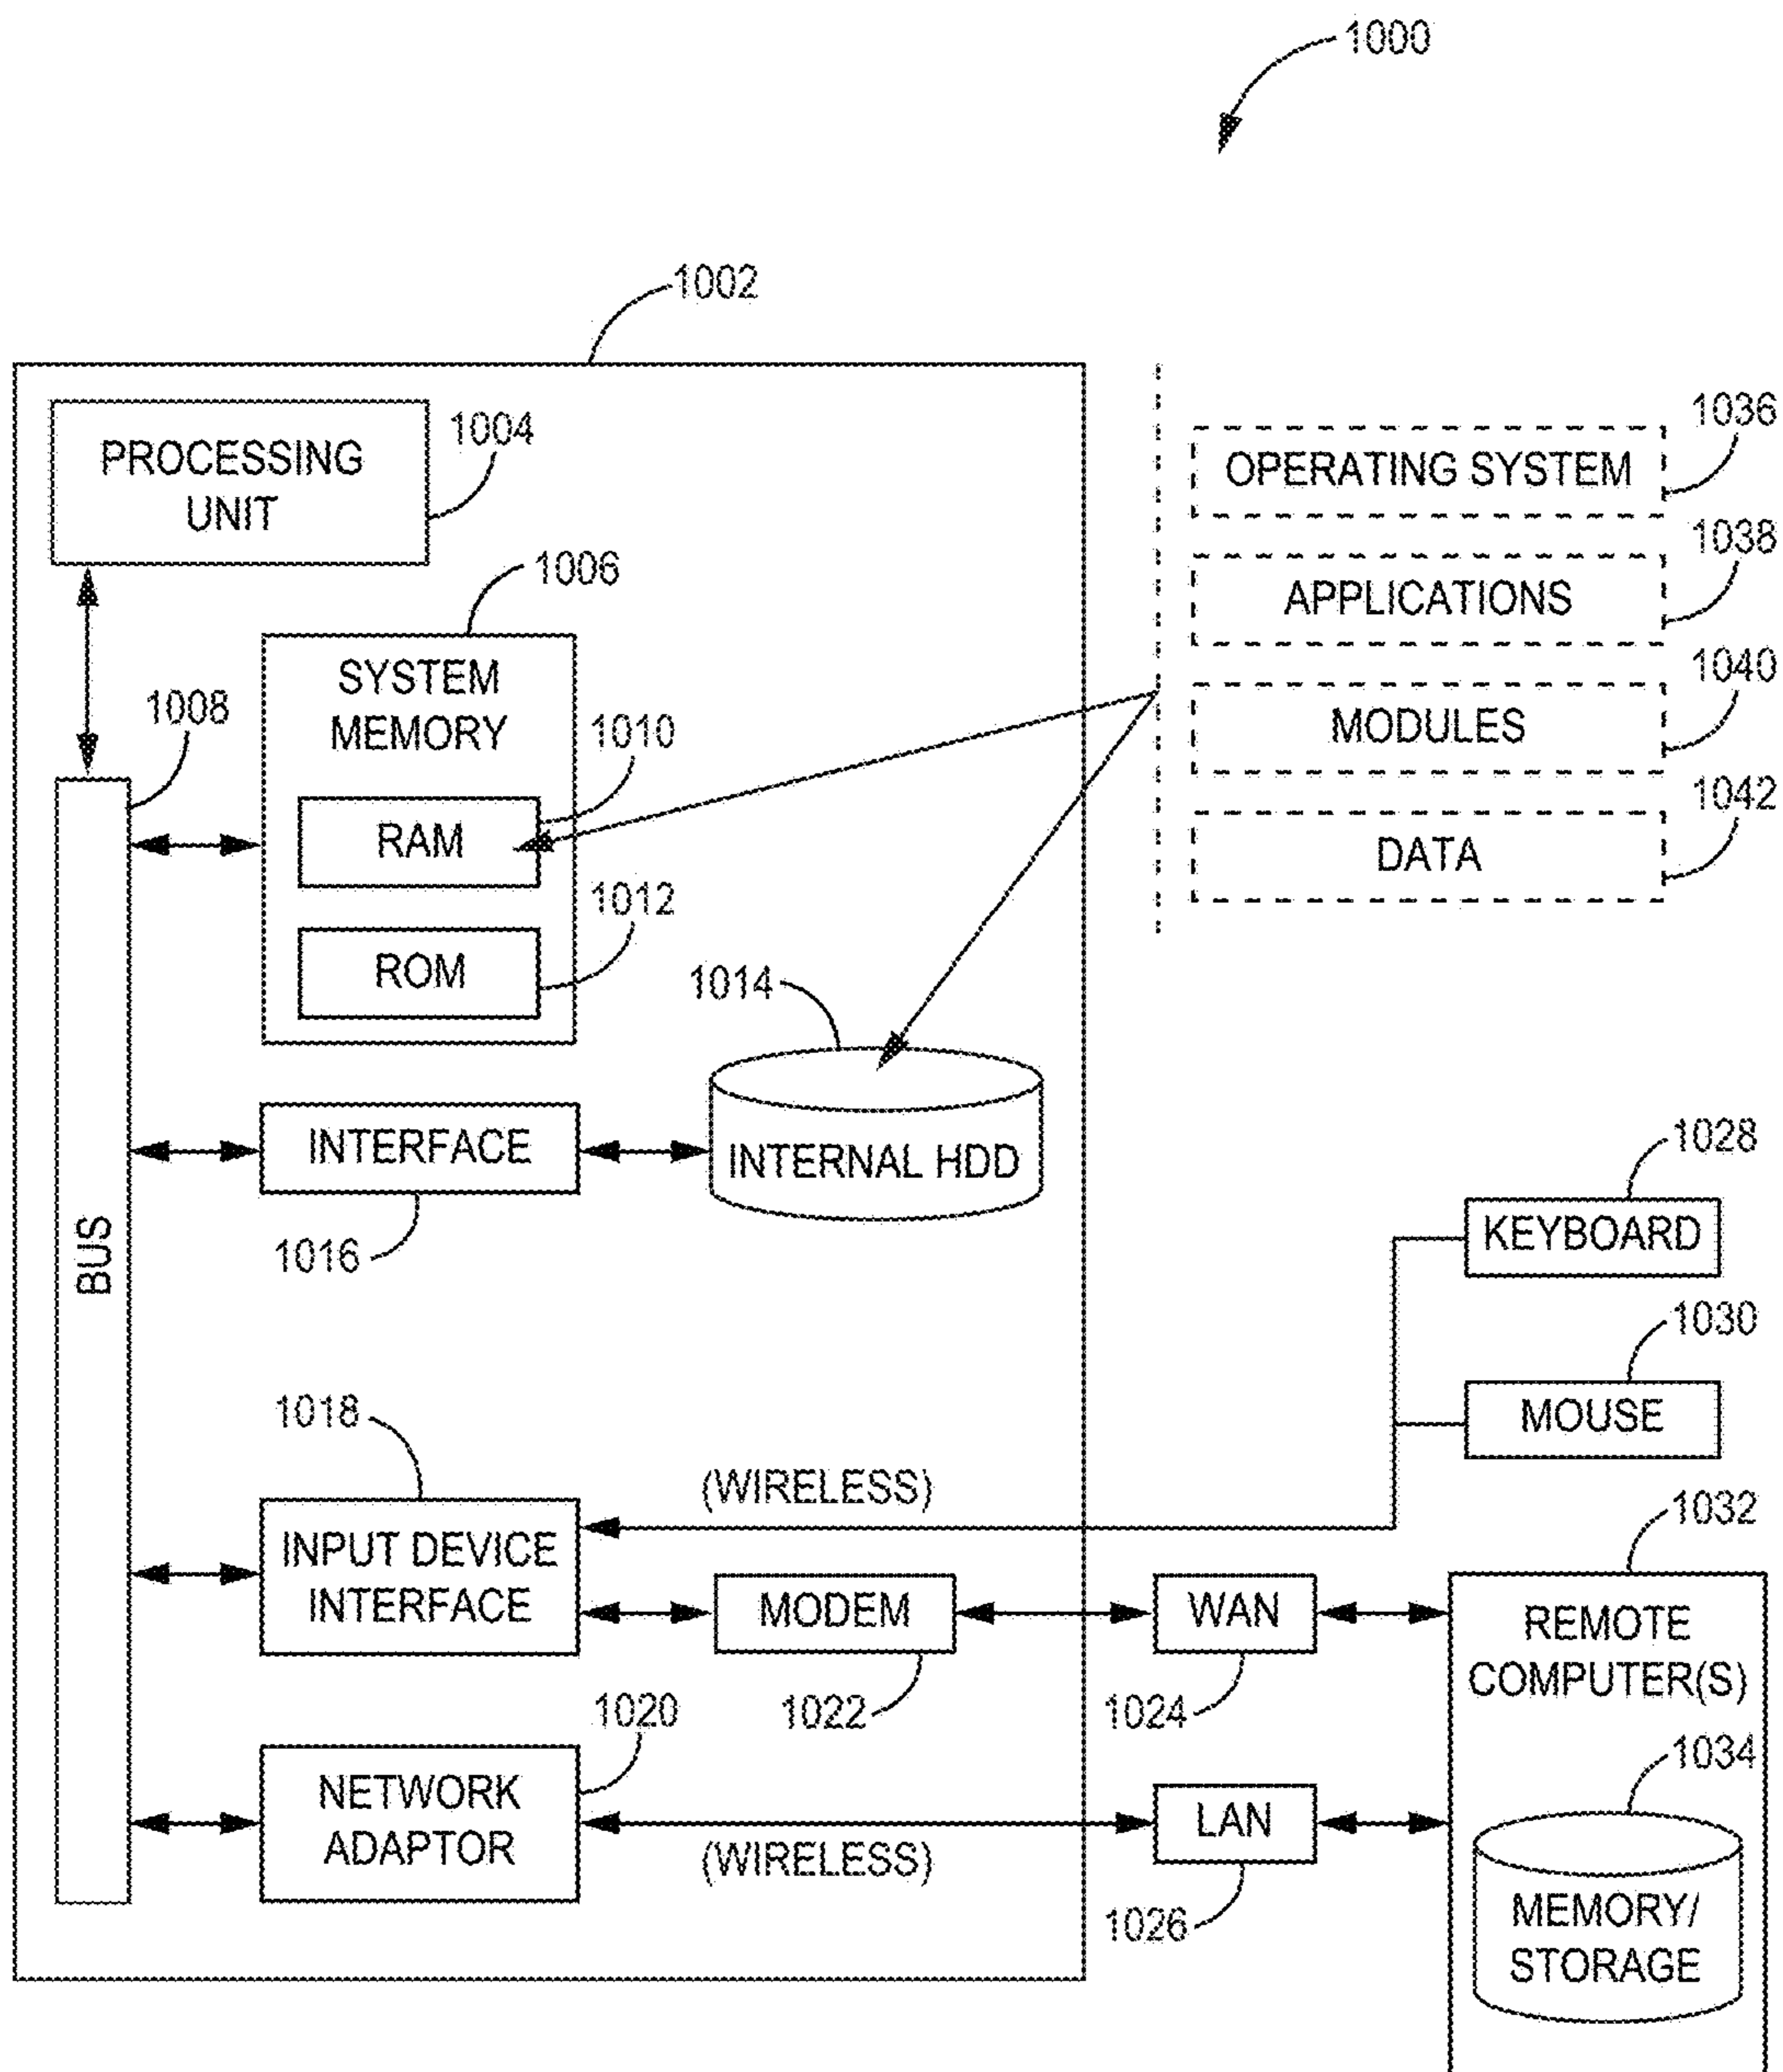 1000
1002
PROCESSING
UNIT
1004
1006
SYSTEM
MEMORY
1008
1010
RAM
1012
ROM
1014
INTERNAL HDD
INTERFACE
1016
BUS
1036
OPERATING SYSTEM
1038
APPLICATIONS
1040
MODULES
1042
DATA
1028
KEYBOARD
1030
MOUSE
1018
(WIRELESS)
INPUT DEVICE
INTERFACE
MODEM
1022
WAN
1024
1032
REMOTE
COMPUTER(S)
1020
NETWORK
ADAPTOR
(WIRELESS)
LAN
1026
1034
MEMORY/
STORAGE